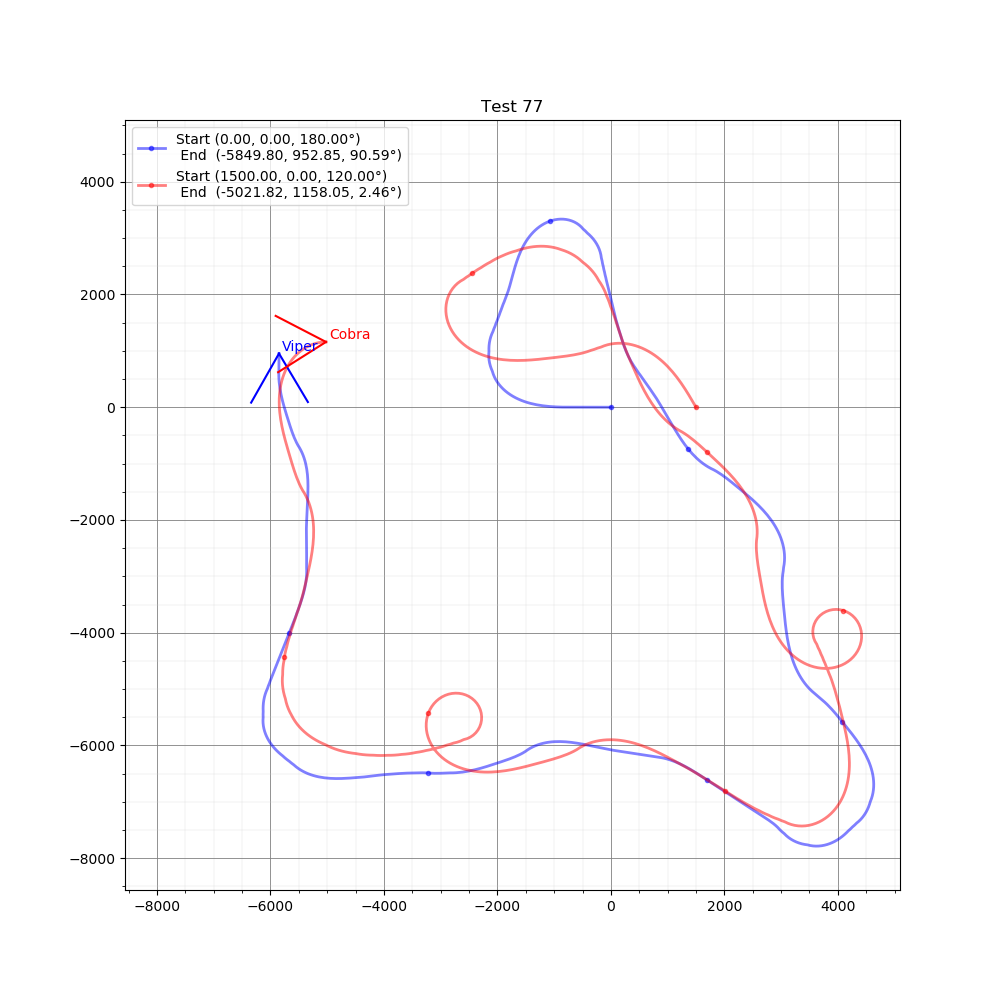 Test 77
Start (0.00, 0.00, 180.00°)
End  (-5849.80, 952.85, 90.59°)
Start (1500.00, 0.00, 120.00°)
End  (-5021.82, 1158.05, 2.46°)
4000
2000
0
−2000
−4000
−6000
−8000
Cobra
Viper
−8000 −6000 −4000 −2000 0 2000 4000